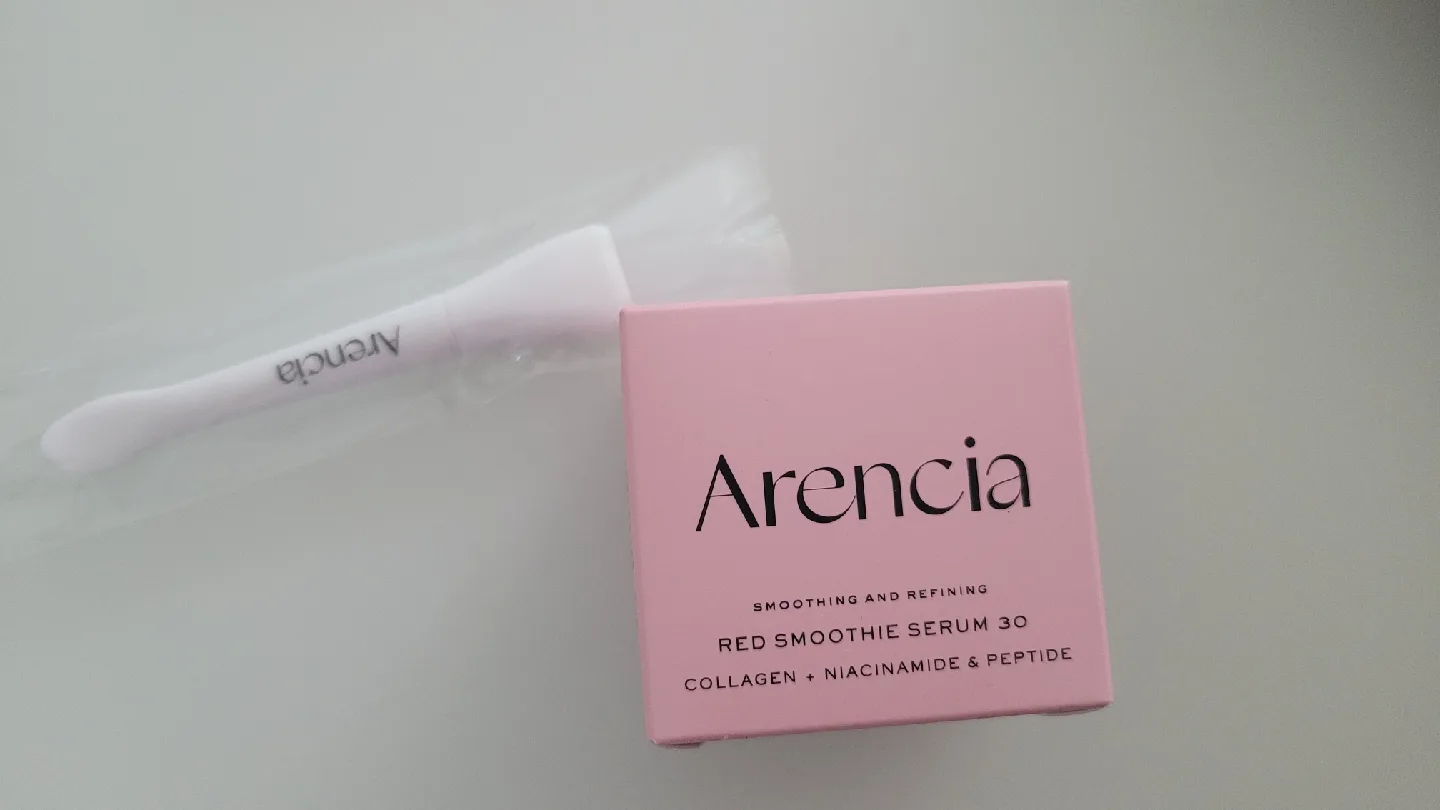 Arencia
Arencia
SMOOTHING AND REFINING
RED SMOOTHIE SERUM 30
COLLAGEN + NIACINAMIDE & PEPTIDE